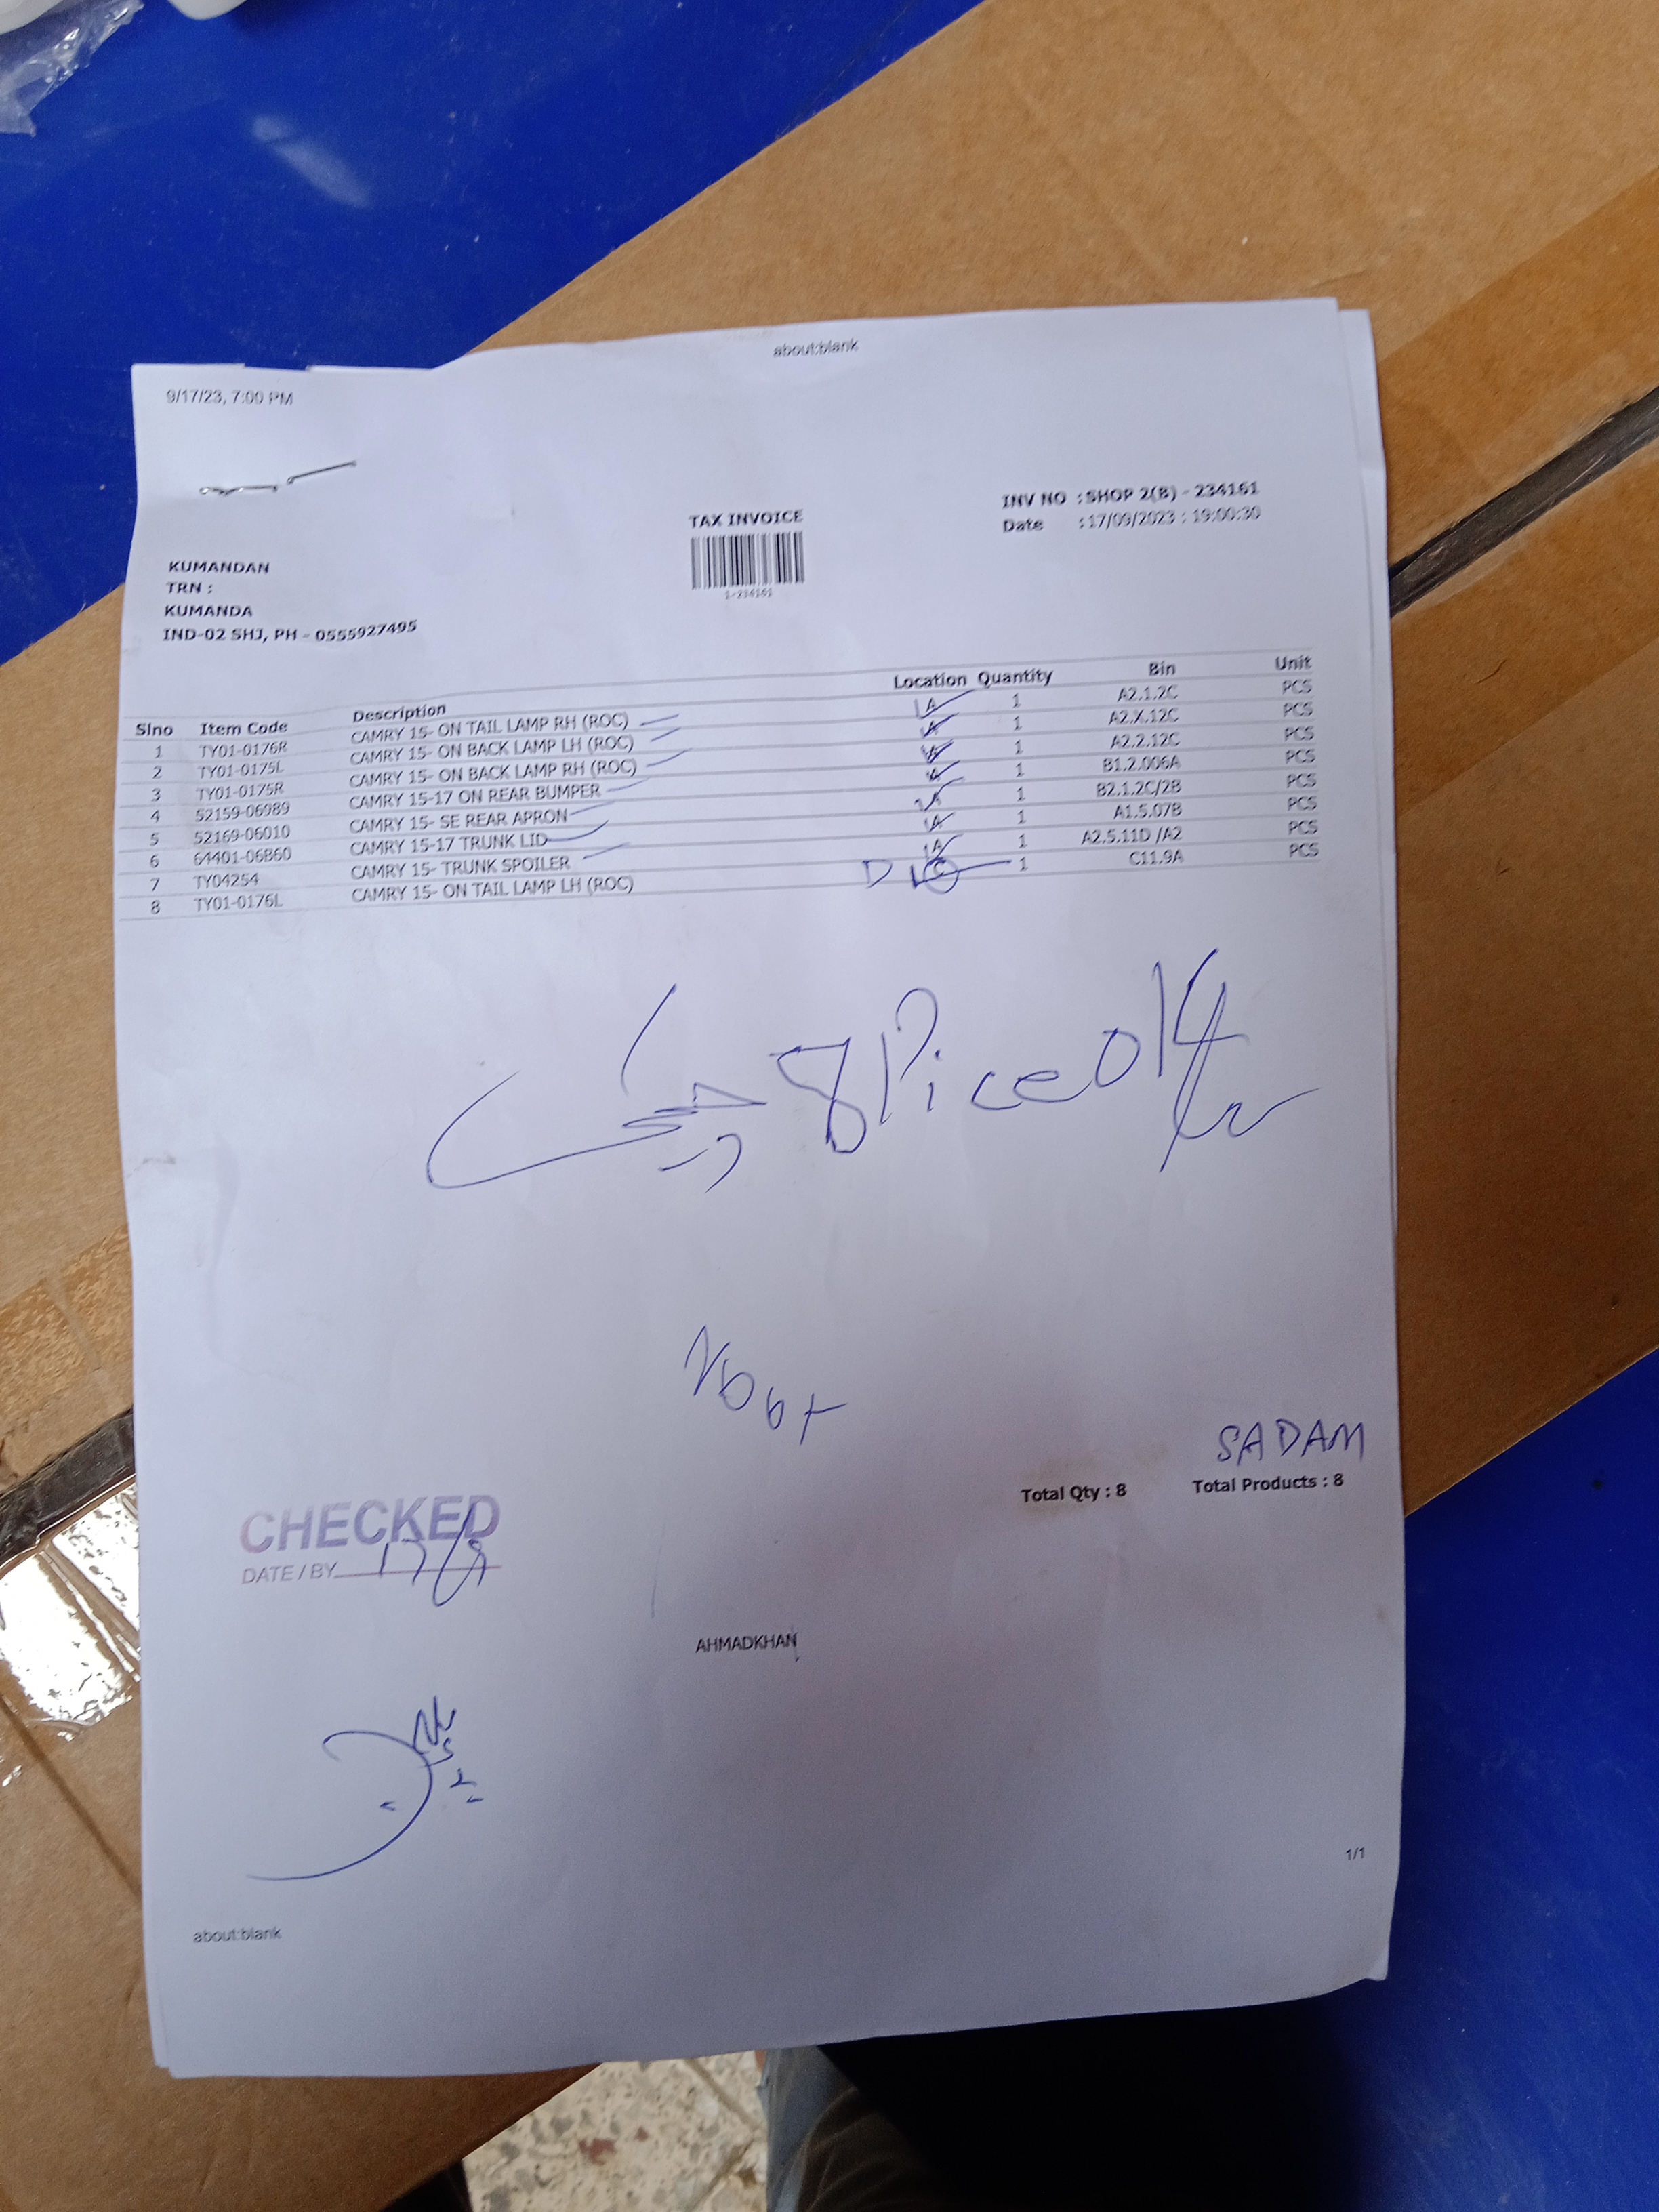 about:blank
9/17/23, 7:00 PM
INV NO : SHOP 2(B) - 234161
Date : 17/09/2023 : 19:00:30
TAX INVOICE
1-234161
KUMANDAN
TRN :
KUMANDA
IND-02 SHJ, PH - 0555927495
Slno Item Code Description Location Quantity Bin Unit
1 TY01-0176R CAMRY 15- ON TAIL LAMP RH (ROC) 1A 1 A2.1.2C PCS
2 TY01-0175L CAMRY 15- ON BACK LAMP LH (ROC) 1 A2.X.12C PCS
3 TY01-0175R CAMRY 15- ON BACK LAMP RH (ROC) 1 A2.2.12C PCS
4 52159-06989 CAMRY 15-17 ON REAR BUMPER 1 B1.2.006A PCS
5 52169-06010 CAMRY 15- SE REAR APRON 1 B2.1.2C/2B PCS
6 64401-06B60 CAMRY 15-17 TRUNK LID 1A 1 A1.5.07B PCS
7 TY04254 CAMRY 15- TRUNK SPOILER 1A 1 A2.5.11D /A2 PCS
8 TY01-0176L CAMRY 15- ON TAIL LAMP LH (ROC) D 1C 1 C11.9A PCS
8 Pice
SADAM
Total Qty : 8 Total Products : 8
CHECKED
DATE / BY 17/9
AHMADKHAN
1/1
about:blank